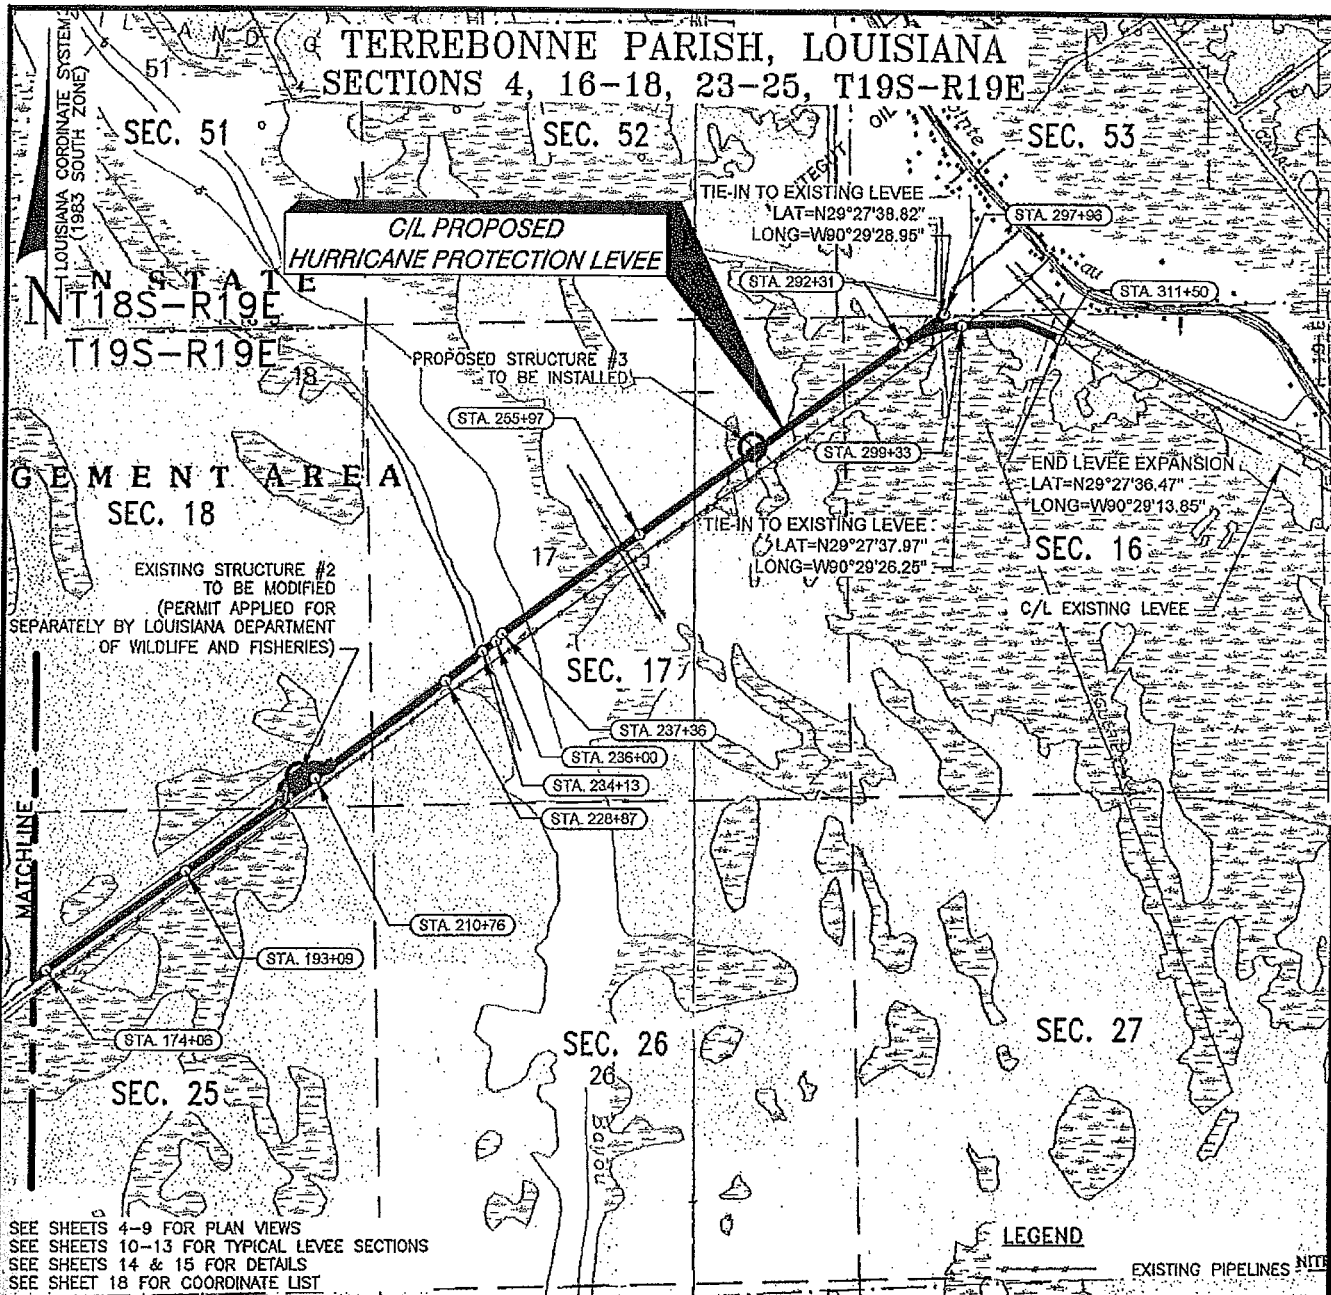 TERREBONNE PARISH, LOUISIANA
SECTIONS 4, 16-18, 23-25, T19S-R19E
LOUISIANA CORDINATE SYSTEM
(1983 SOUTH ZONE)
LAND
51
SEC. 51
SEC. 52
SEC. 53
OIL
TIE-IN TO EXISTING LEVEE
LAT=N29°27'38.82"
LONG=W90°29'28.95"
STA. 297+96
C/L PROPOSED
HURRICANE PROTECTION LEVEE
STA. 292+31
STA. 311+50
N
N STATE
T18S-R19E
T19S-R19E
18
PROPOSED STRUCTURE #3
TO BE INSTALLED
STA. 255+97
STA. 299+33
END LEVEE EXPANSION
LAT=N29°27'36.47"
LONG=W90°29'13.85"
GEMENT AREA
SEC. 18
TIE-IN TO EXISTING LEVEE
LAT=N29°27'37.97"
LONG=W90°29'26.25"
17
SEC. 16
EXISTING STRUCTURE #2
TO BE MODIFIED
(PERMIT APPLIED FOR
SEPARATELY BY LOUISIANA DEPARTMENT
OF WILDLIFE AND FISHERIES)
C/L EXISTING LEVEE
SEC. 17
STA. 237+36
STA. 236+00
STA. 234+13
STA. 228+87
MATCHLINE
STA. 210+76
STA. 193+09
STA. 174+06
SEC. 25
SEC. 26
26
Bayou
SEC. 27
SEE SHEETS 4-9 FOR PLAN VIEWS
SEE SHEETS 10-13 FOR TYPICAL LEVEE SECTIONS
SEE SHEETS 14 & 15 FOR DETAILS
SEE SHEET 18 FOR COORDINATE LIST
LEGEND
EXISTING PIPELINES